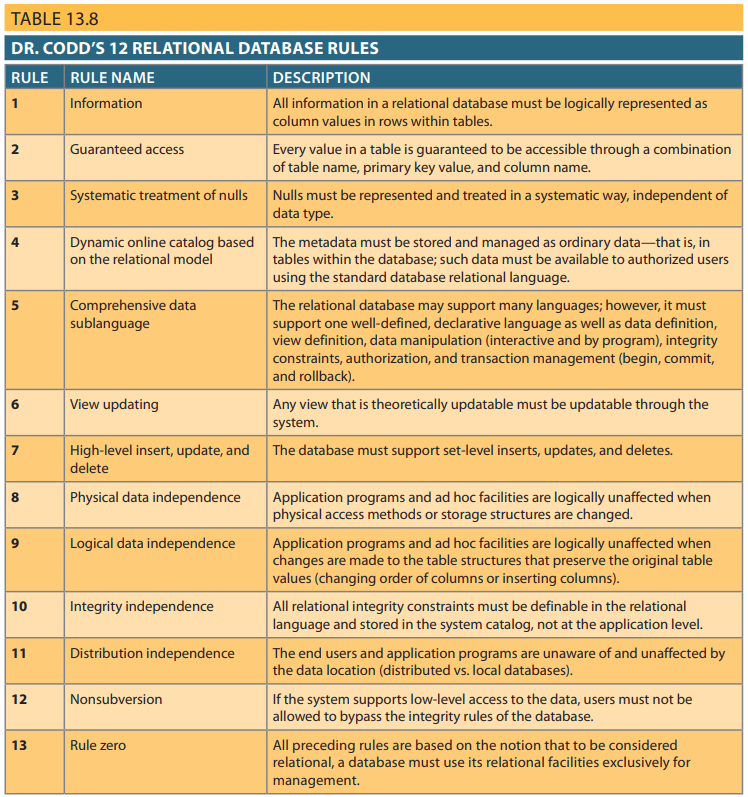 TABLE 13.8
DR. CODD'S 12 RELATIONAL DATABASE RULES
RULE RULE NAME DESCRIPTION
1 Information All information in a relational database must be logically represented as
column values in rows within tables.
2 Guaranteed access Every value in a table is guaranteed to be accessible through a combination
of table name, primary key value, and column name.
3 Systematic treatment of nulls Nulls must be represented and treated in a systematic way, independent of
data type.
4 Dynamic online catalog based The metadata must be stored and managed as ordinary data—that is, in
on the relational model tables within the database; such data must be available to authorized users
using the standard database relational language.
5 Comprehensive data The relational database may support many languages; however, it must
sublanguage support one well-defined, declarative language as well as data definition,
view definition, data manipulation (interactive and by program), integrity
constraints, authorization, and transaction management (begin, commit,
and rollback).
6 View updating Any view that is theoretically updatable must be updatable through the
system.
7 High-level insert, update, and The database must support set-level inserts, updates, and deletes.
delete
8 Physical data independence Application programs and ad hoc facilities are logically unaffected when
physical access methods or storage structures are changed.
9 Logical data independence Application programs and ad hoc facilities are logically unaffected when
changes are made to the table structures that preserve the original table
values (changing order of columns or inserting columns).
10 Integrity independence All relational integrity constraints must be definable in the relational
language and stored in the system catalog, not at the application level.
11 Distribution independence The end users and application programs are unaware of and unaffected by
the data location (distributed vs. local databases).
12 Nonsubversion If the system supports low-level access to the data, users must not be
allowed to bypass the integrity rules of the database.
13 Rule zero All preceding rules are based on the notion that to be considered
relational, a database must use its relational facilities exclusively for
management.